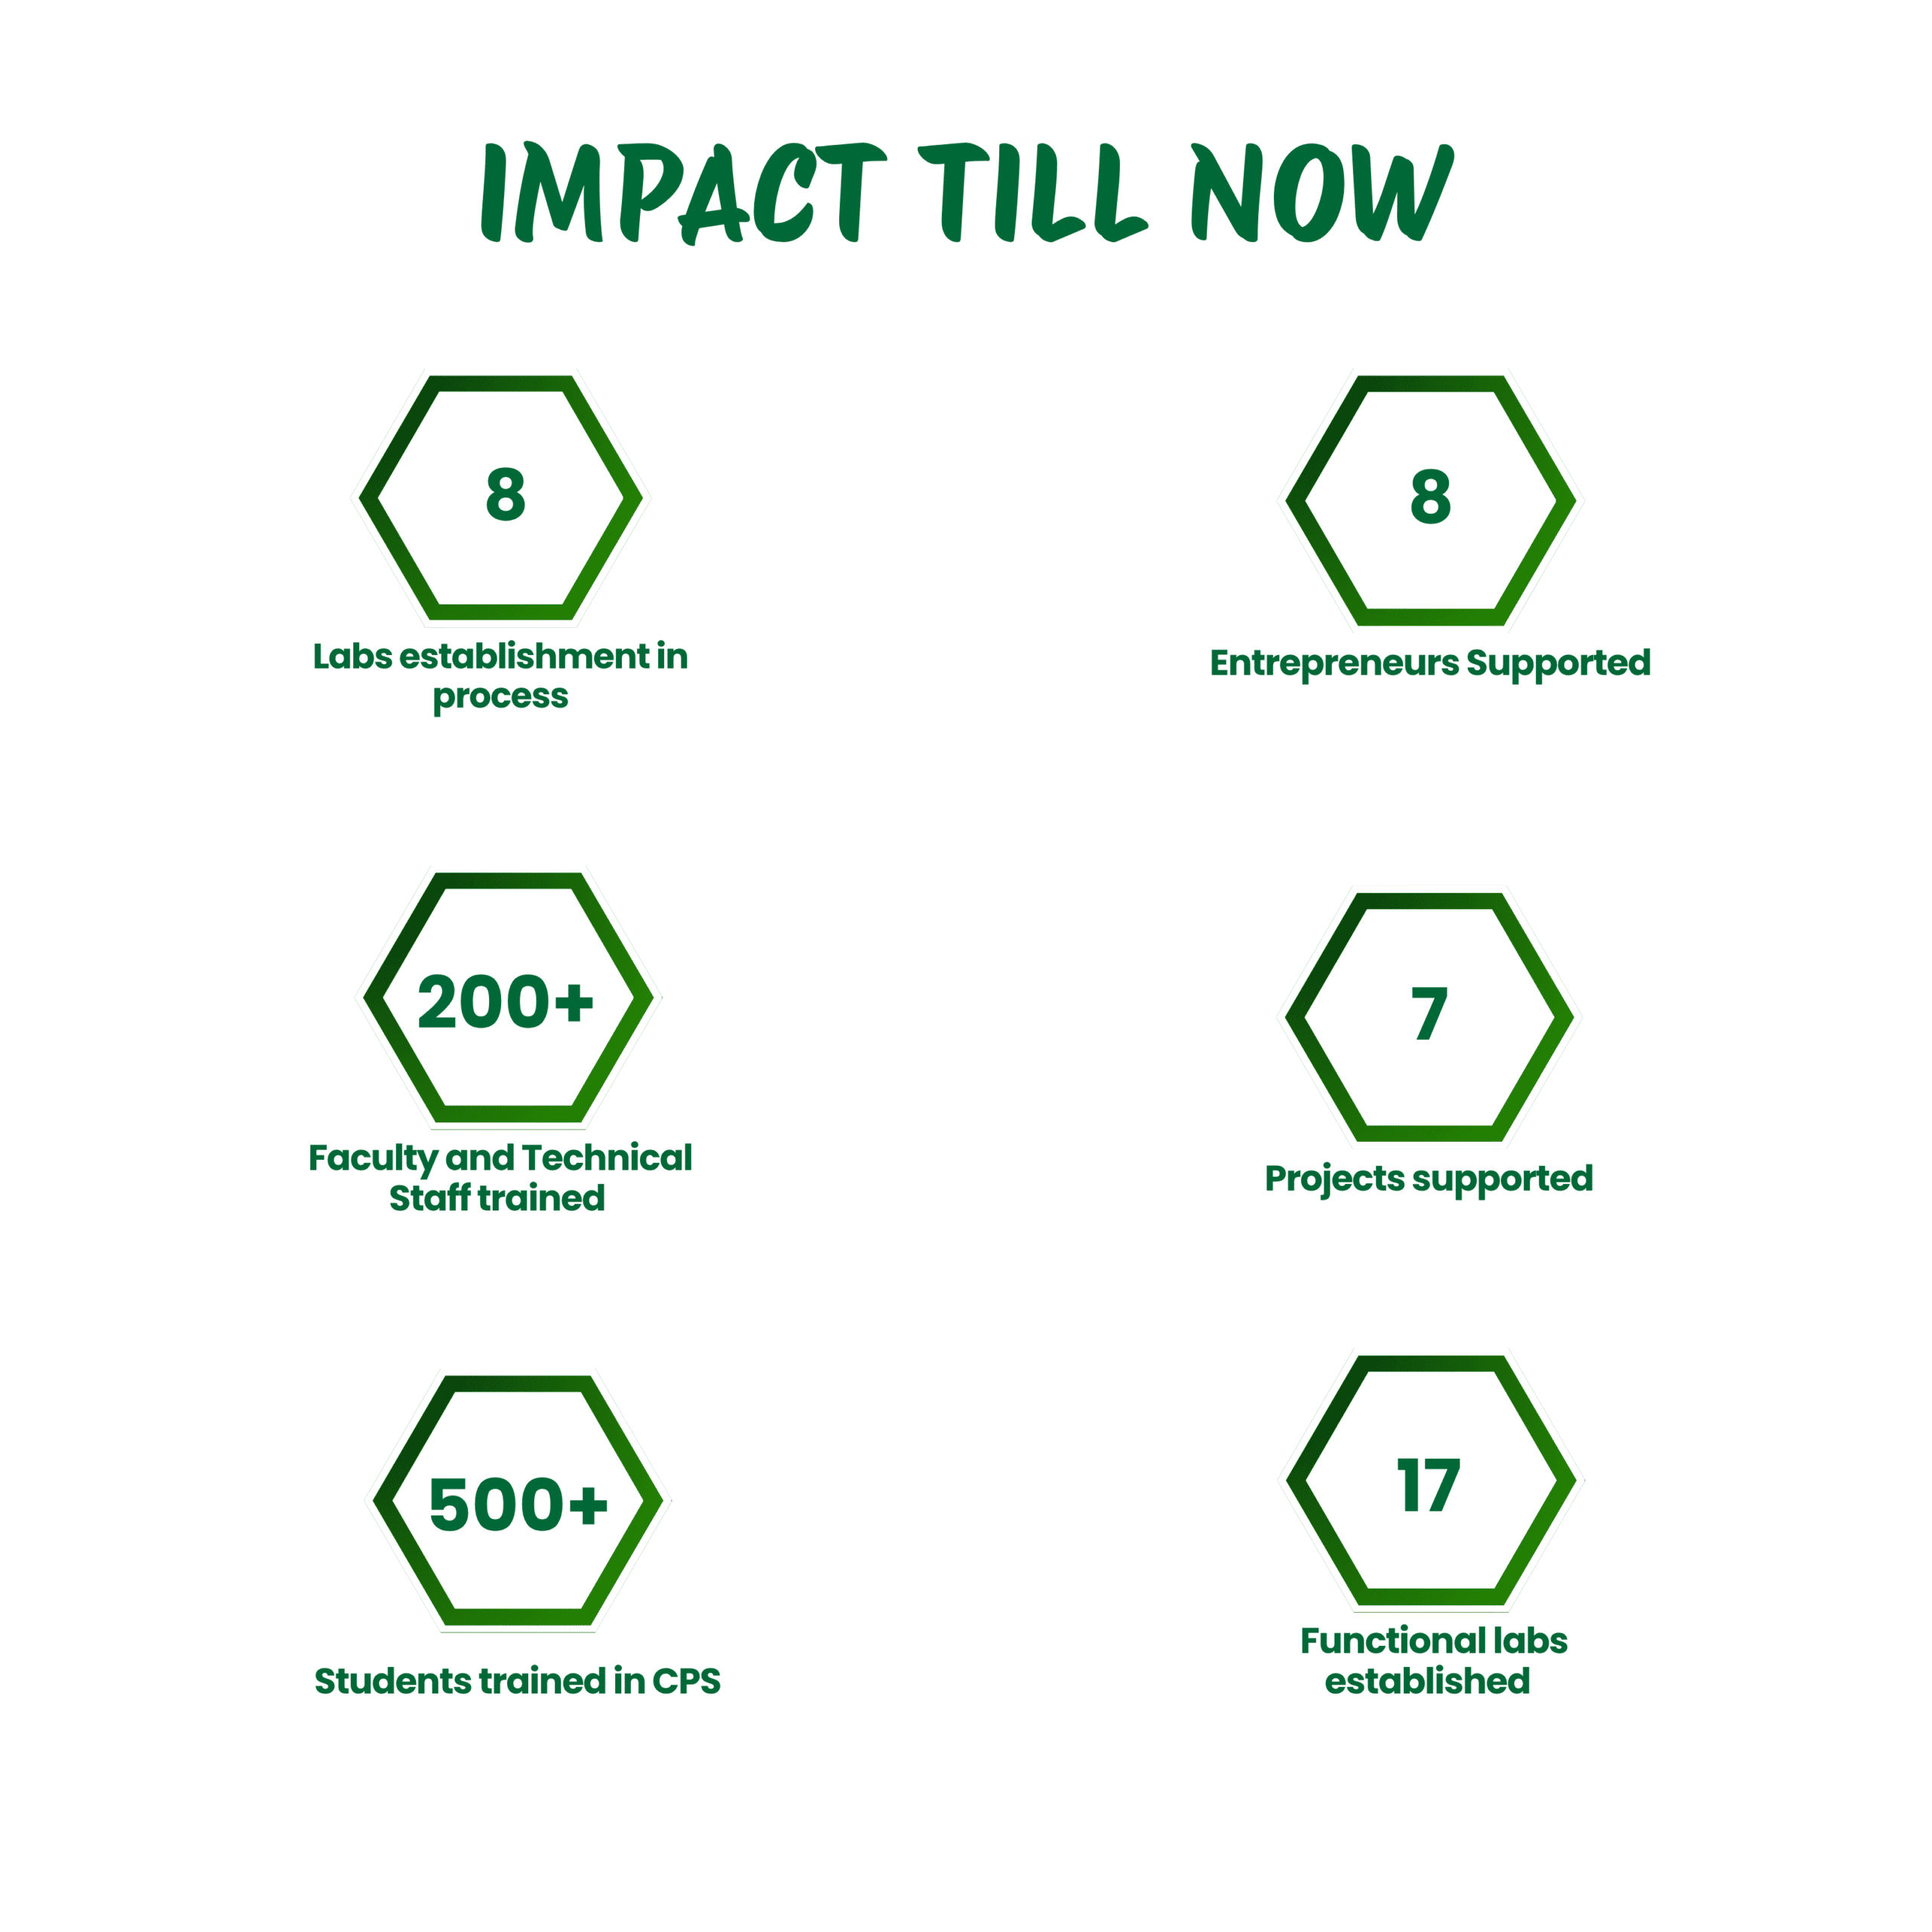 IMPACT TILL NOW
8
Labs establishment in
process
8
Entrepreneurs Supported
200+
Faculty and Technical
Staff trained
7
Projects supported
500+
Students trained in CPS
17
Functional labs
established